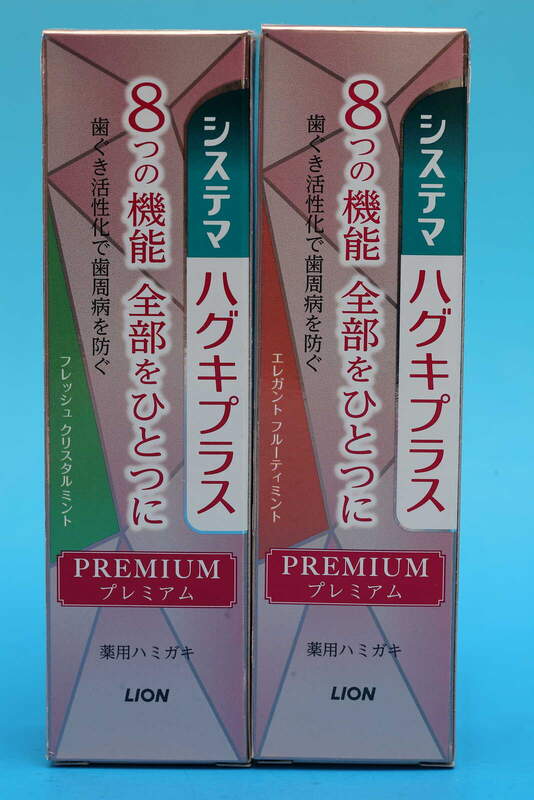 システマ
ハグキプラス
8つの機能 全部をひとつに
歯ぐき活性化で歯周病を防ぐ
フレッシュ クリスタルミント
PREMIUM
プレミアム
薬用ハミガキ
LION
システマ
ハグキプラス
8つの機能 全部をひとつに
歯ぐき活性化で歯周病を防ぐ
エレガント フルーティミント
PREMIUM
プレミアム
薬用ハミガキ
LION